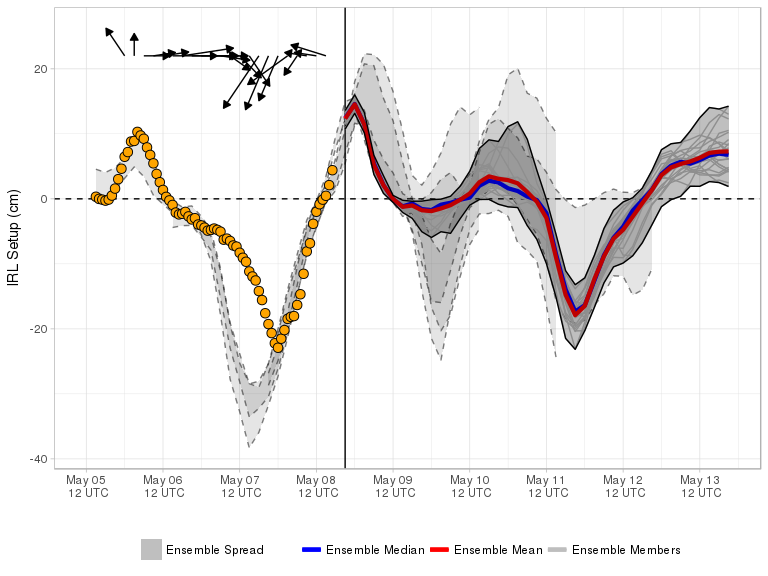 20
0
-20
-40
IRL Setup (cm)
May 05 May 06 May 07 May 08 May 09 May 10 May 11 May 12 May 13
12 UTC 12 UTC 12 UTC 12 UTC 12 UTC 12 UTC 12 UTC 12 UTC 12 UTC
Ensemble Spread Ensemble Median Ensemble Mean Ensemble Members